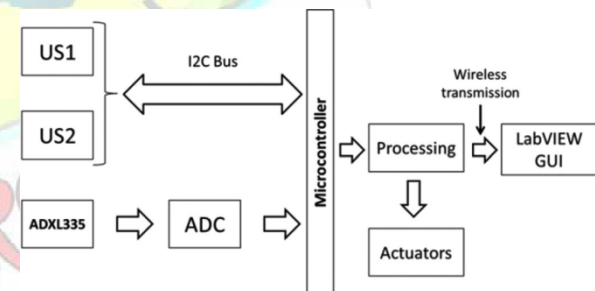 US1
I2C Bus
US2
ADXL335
ADC
Microcontroller
Wireless
transmission
Processing
LabVIEW
GUI
Actuators